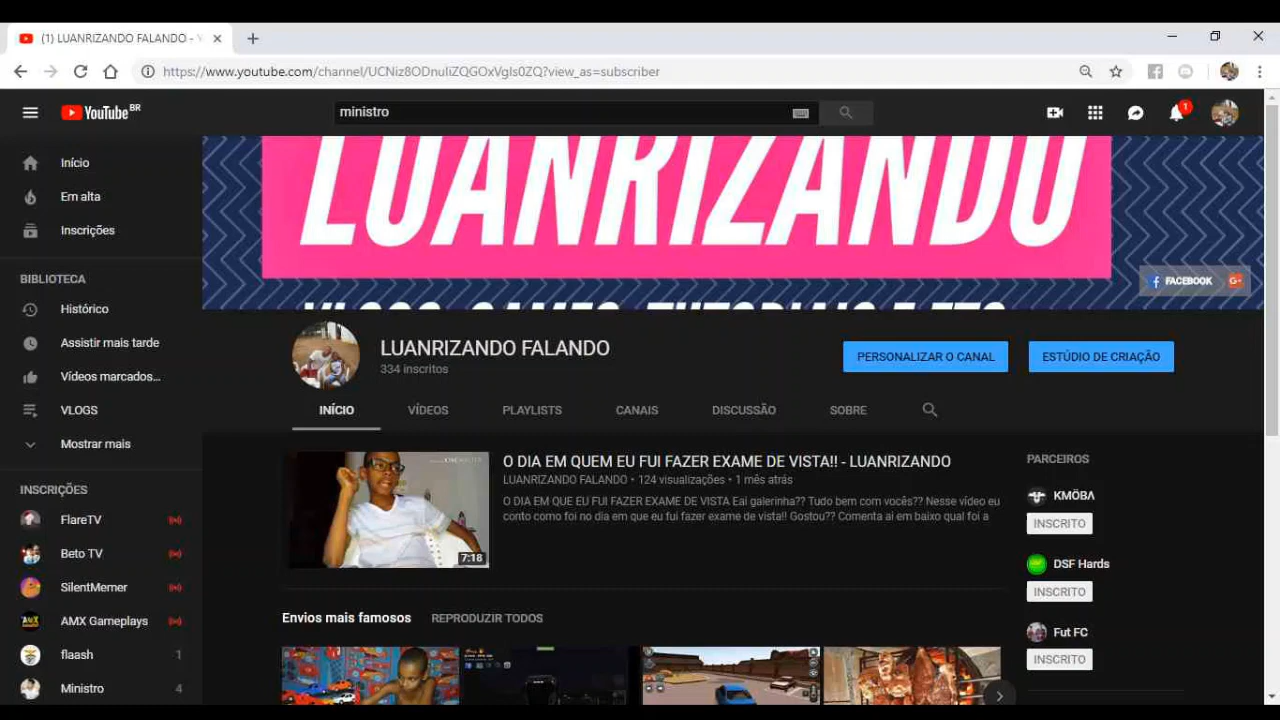 (1) LUANRIZANDO FALANDO - Y
https://www.youtube.com/channel/UCNiz8ODnuIiZQGOxVgIs0ZQ?view_as=subscriber
YouTube BR
ministro
1
Início
Em alta
Inscrições
BIBLIOTECA
Histórico
Assistir mais tarde
Vídeos marcados...
VLOGS
Mostrar mais
INSCRIÇÕES
FlareTV
Beto TV
SilentMemer
AMX Gameplays
flaash 1
Ministro 4
LUANRIZANDO
FACEBOOK G+
LUANRIZANDO FALANDO
334 inscritos
PERSONALIZAR O CANAL
ESTÚDIO DE CRIAÇÃO
INÍCIO VÍDEOS PLAYLISTS CANAIS DISCUSSÃO SOBRE
7:18
O DIA EM QUEM EU FUI FAZER EXAME DE VISTA!! - LUANRIZANDO
LUANRIZANDO FALANDO • 124 visualizações • 1 mês atrás
O DIA EM QUE EU FUI FAZER EXAME DE VISTA Eai galerinha?? Tudo bem com vocês?? Nesse vídeo eu
conto como foi no dia em que eu fui fazer exame de vista!! Gostou?? Comenta ai em baixo qual foi a
Envios mais famosos REPRODUZIR TODOS
PARCEIROS
KMÖBA
INSCRITO
DSF Hards
INSCRITO
Fut FC
INSCRITO